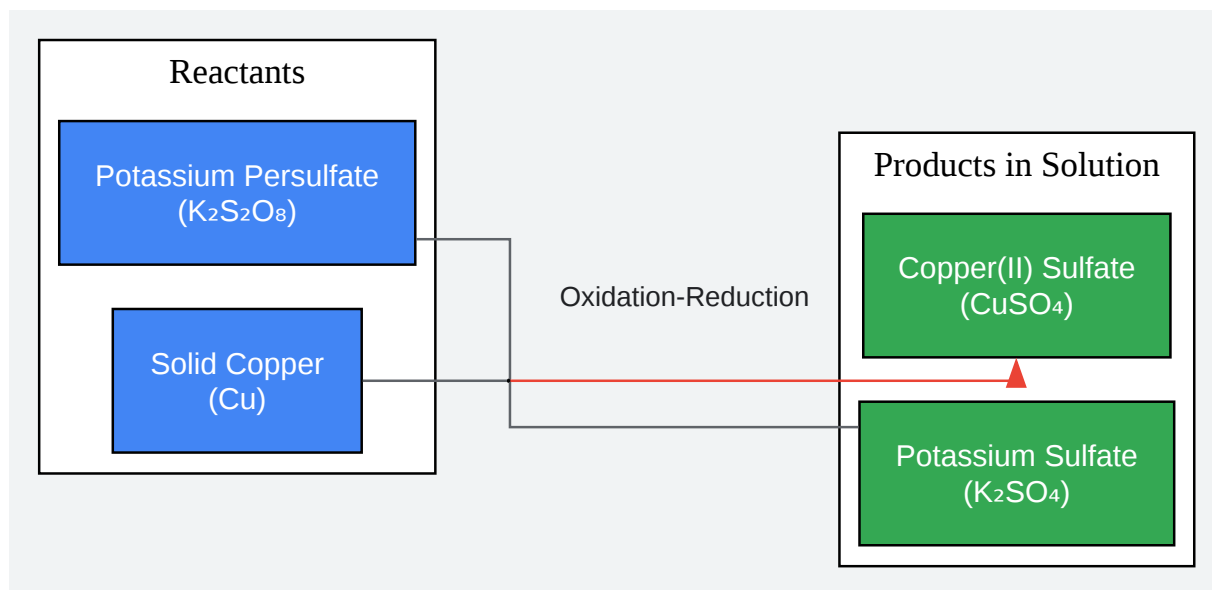 Reactants
Potassium Persulfate
(K₂S₂O₈)
Solid Copper
(Cu)
Oxidation-Reduction
Products in Solution
Copper(II) Sulfate
(CuSO₄)
Potassium Sulfate
(K₂SO₄)